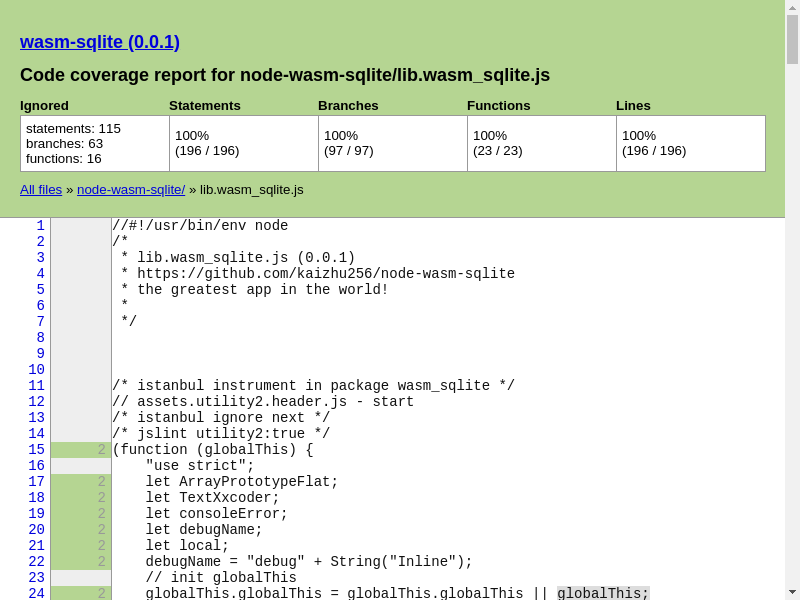 wasm-sqlite (0.0.1)
Code coverage report for node-wasm-sqlite/lib.wasm_sqlite.js
Ignored Statements Branches Functions Lines
statements: 115
branches: 63
functions: 16
100%
(196 / 196)
100%
(97 / 97)
100%
(23 / 23)
100%
(196 / 196)
All files » node-wasm-sqlite/ » lib.wasm_sqlite.js
1 //#!/usr/bin/env node
2 /*
3  * lib.wasm_sqlite.js (0.0.1)
4  * https://github.com/kaizhu256/node-wasm-sqlite
5  * the greatest app in the world!
6  *
7  */
8
9
10
11 /* istanbul instrument in package wasm_sqlite */
12 // assets.utility2.header.js - start
13 /* istanbul ignore next */
14 /* jslint utility2:true */
15 2 (function (globalThis) {
16     "use strict";
17 2     let ArrayPrototypeFlat;
18 2     let TextXxcoder;
19 2     let consoleError;
20 2     let debugName;
21 2     let local;
22 2     debugName = "debug" + String("Inline");
23     // init globalThis
24 2     globalThis.globalThis = globalThis.globalThis || globalThis;